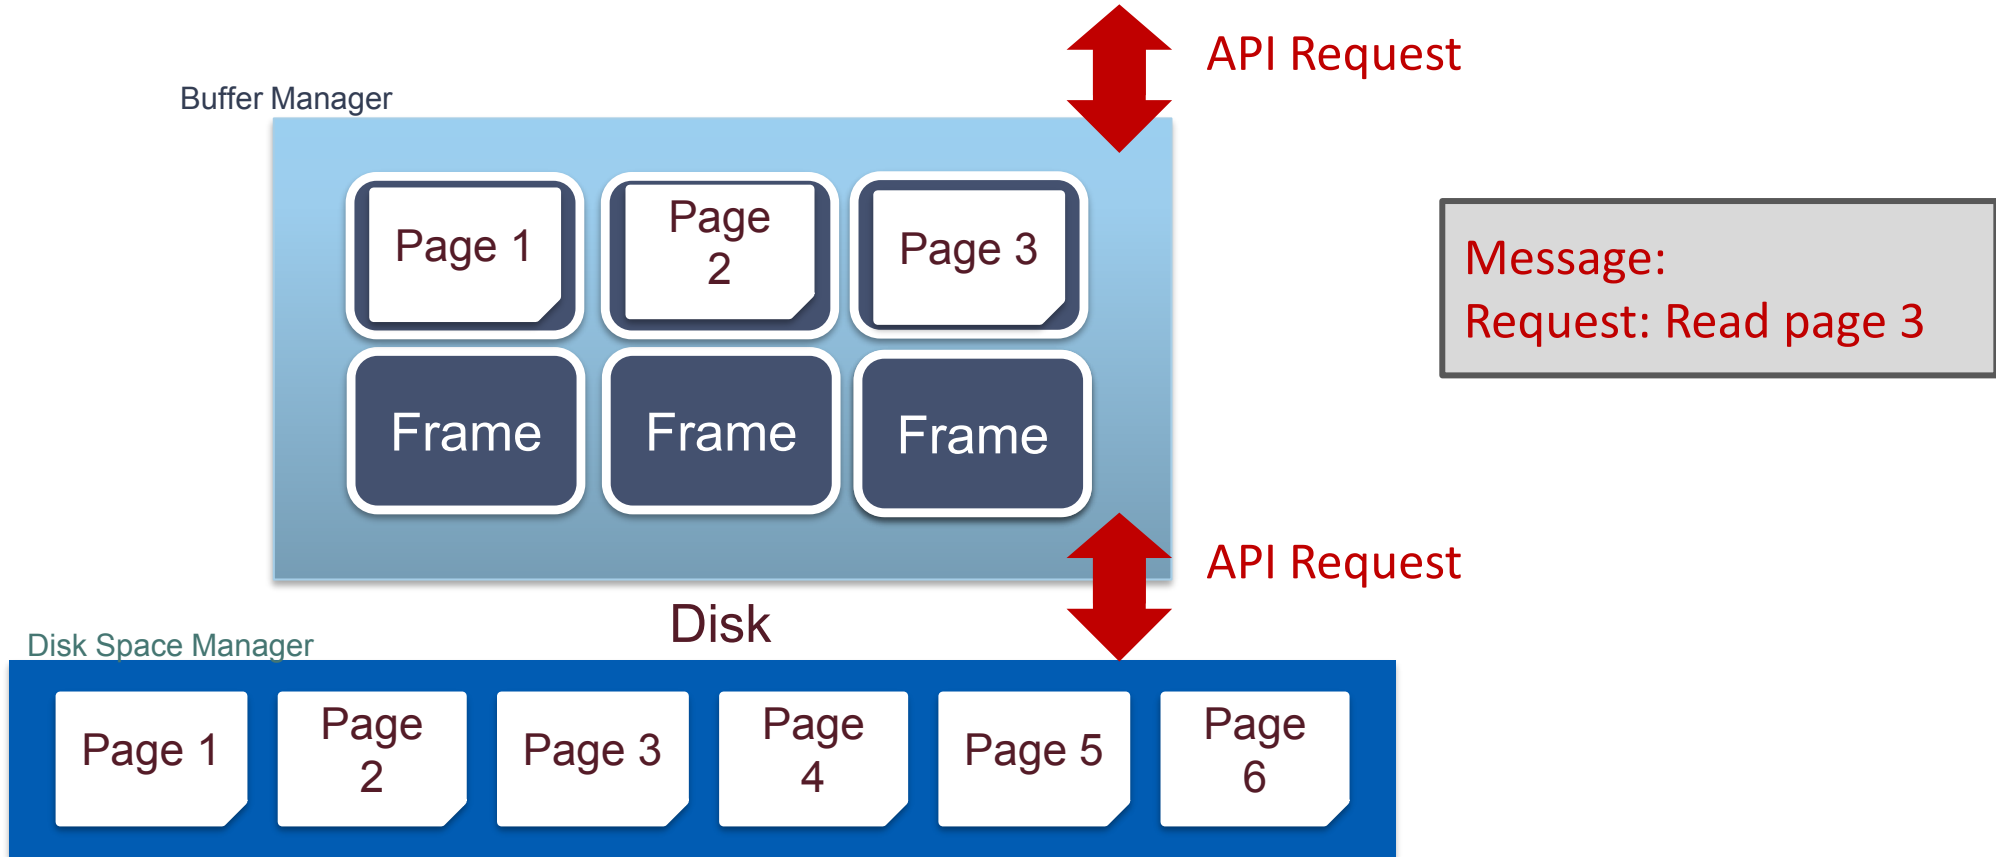 API Request
Buffer Manager
Page 1
Page
2
Page 3
Message:
Request: Read page 3
Frame
Frame
Frame
API Request
Disk
Disk Space Manager
Page 1
Page
2
Page 3
Page
4
Page 5
Page
6